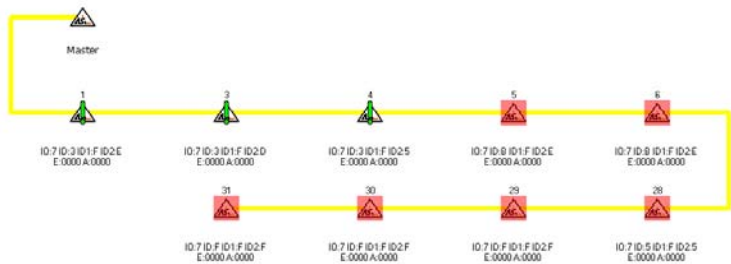 Master
1 3 4 5 6
IO:7 ID:3 ID1:F ID2:E IO:7 ID:3 ID1:F ID2:D IO:7 ID:3 ID1:F ID2:5 IO:7 ID:B ID1:F ID2:E IO:7 ID:B ID1:F ID2:E
E:0000 A:0000 E:0000 A:0000 E:0000 A:0000 E:0000 A:0000 E:0000 A:0000
31 30 29 28
IO:7 ID:F ID1:F ID2:F IO:7 ID:F ID1:F ID2:F IO:7 ID:F ID1:F ID2:F IO:7 ID:5 ID1:F ID2:5
E:0000 A:0000 E:0000 A:0000 E:0000 A:0000 E:0000 A:0000